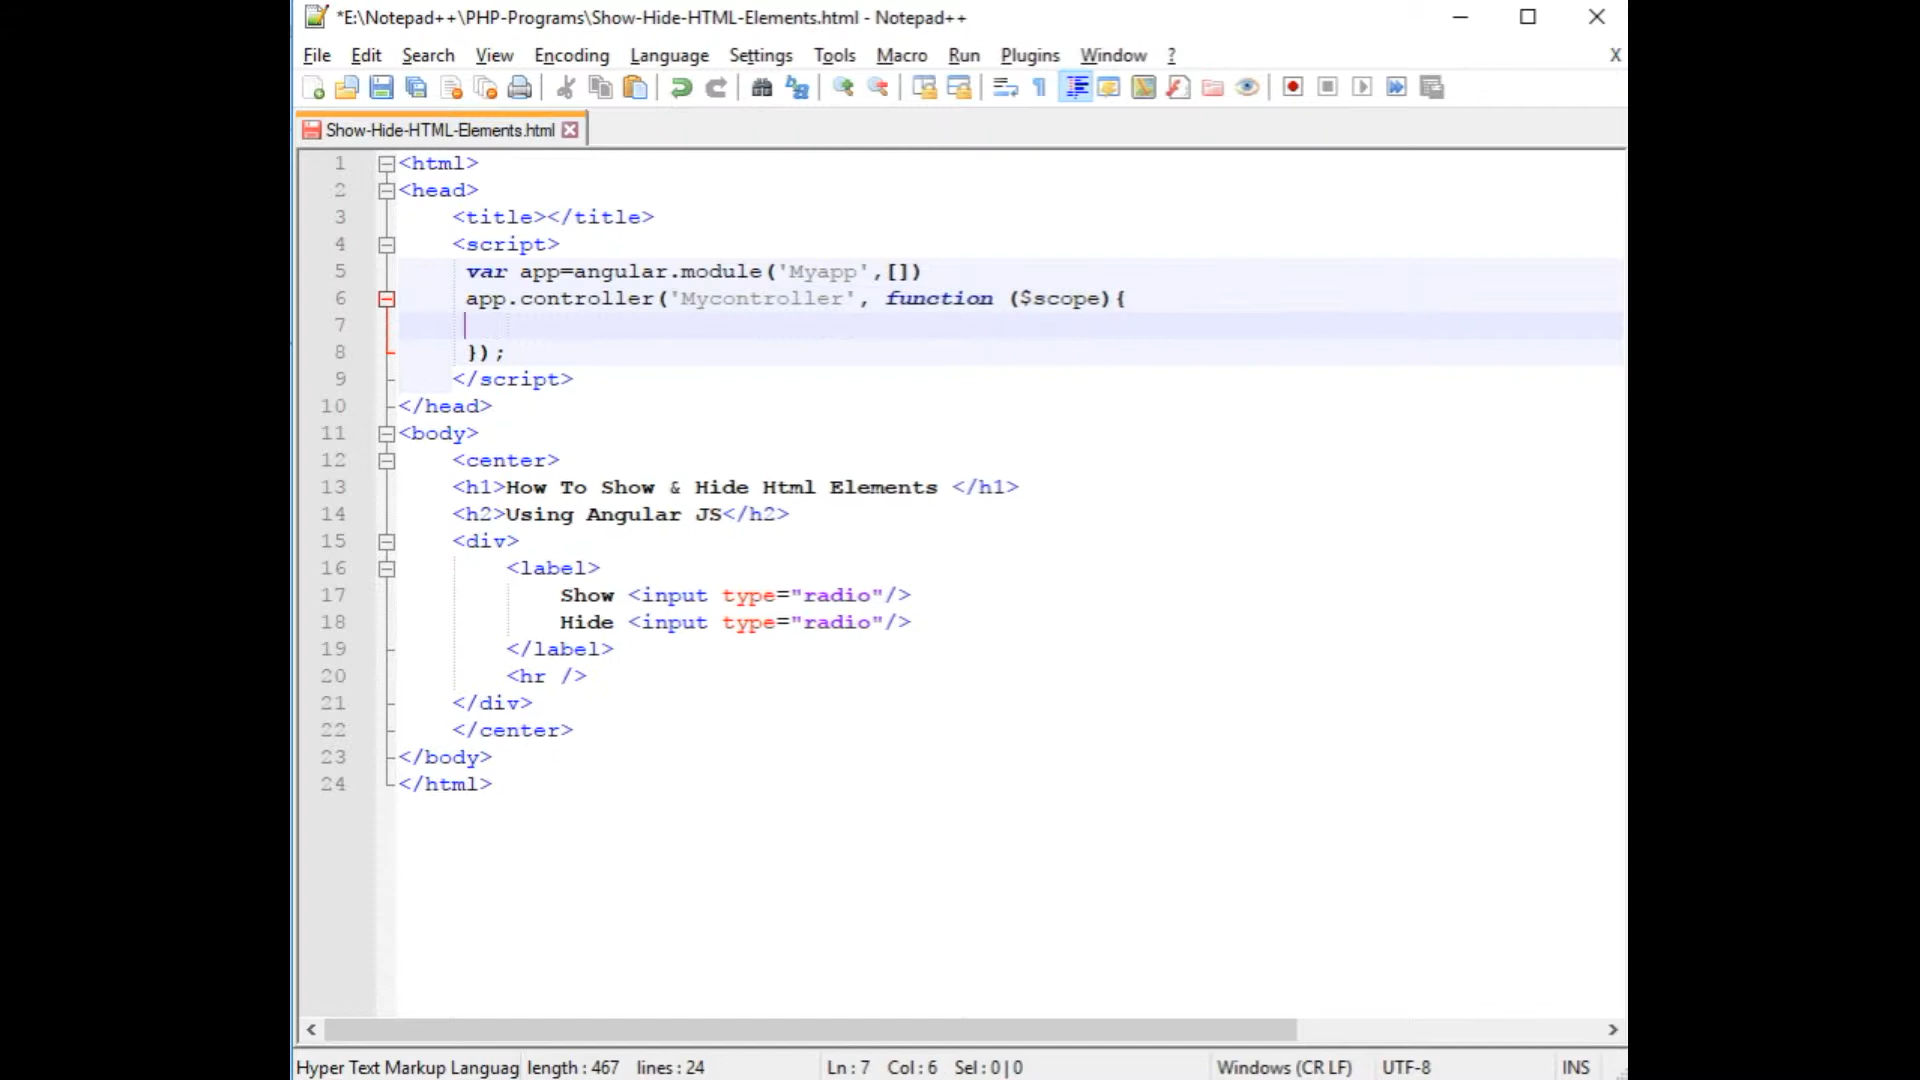 *E:\Notepad++\PHP-Programs\Show-Hide-HTML-Elements.html - Notepad++
File Edit Search View Encoding Language Settings Tools Macro Run Plugins Window ? X
Show-Hide-HTML-Elements.html
1 <html>
2 <head>
3 <title></title>
4 <script>
5 var app=angular.module('Myapp',[])
6 app.controller('Mycontroller', function ($scope){
7
8 });
9 </script>
10 </head>
11 <body>
12 <center>
13 <h1>How To Show & Hide Html Elements </h1>
14 <h2>Using Angular JS</h2>
15 <div>
16 <label>
17 Show <input type="radio"/>
18 Hide <input type="radio"/>
19 </label>
20 <hr />
21 </div>
22 </center>
23 </body>
24 </html>
Hyper Text Markup Languag length : 467 lines : 24 Ln : 7 Col : 6 Sel : 0 | 0 Windows (CR LF) UTF-8 INS